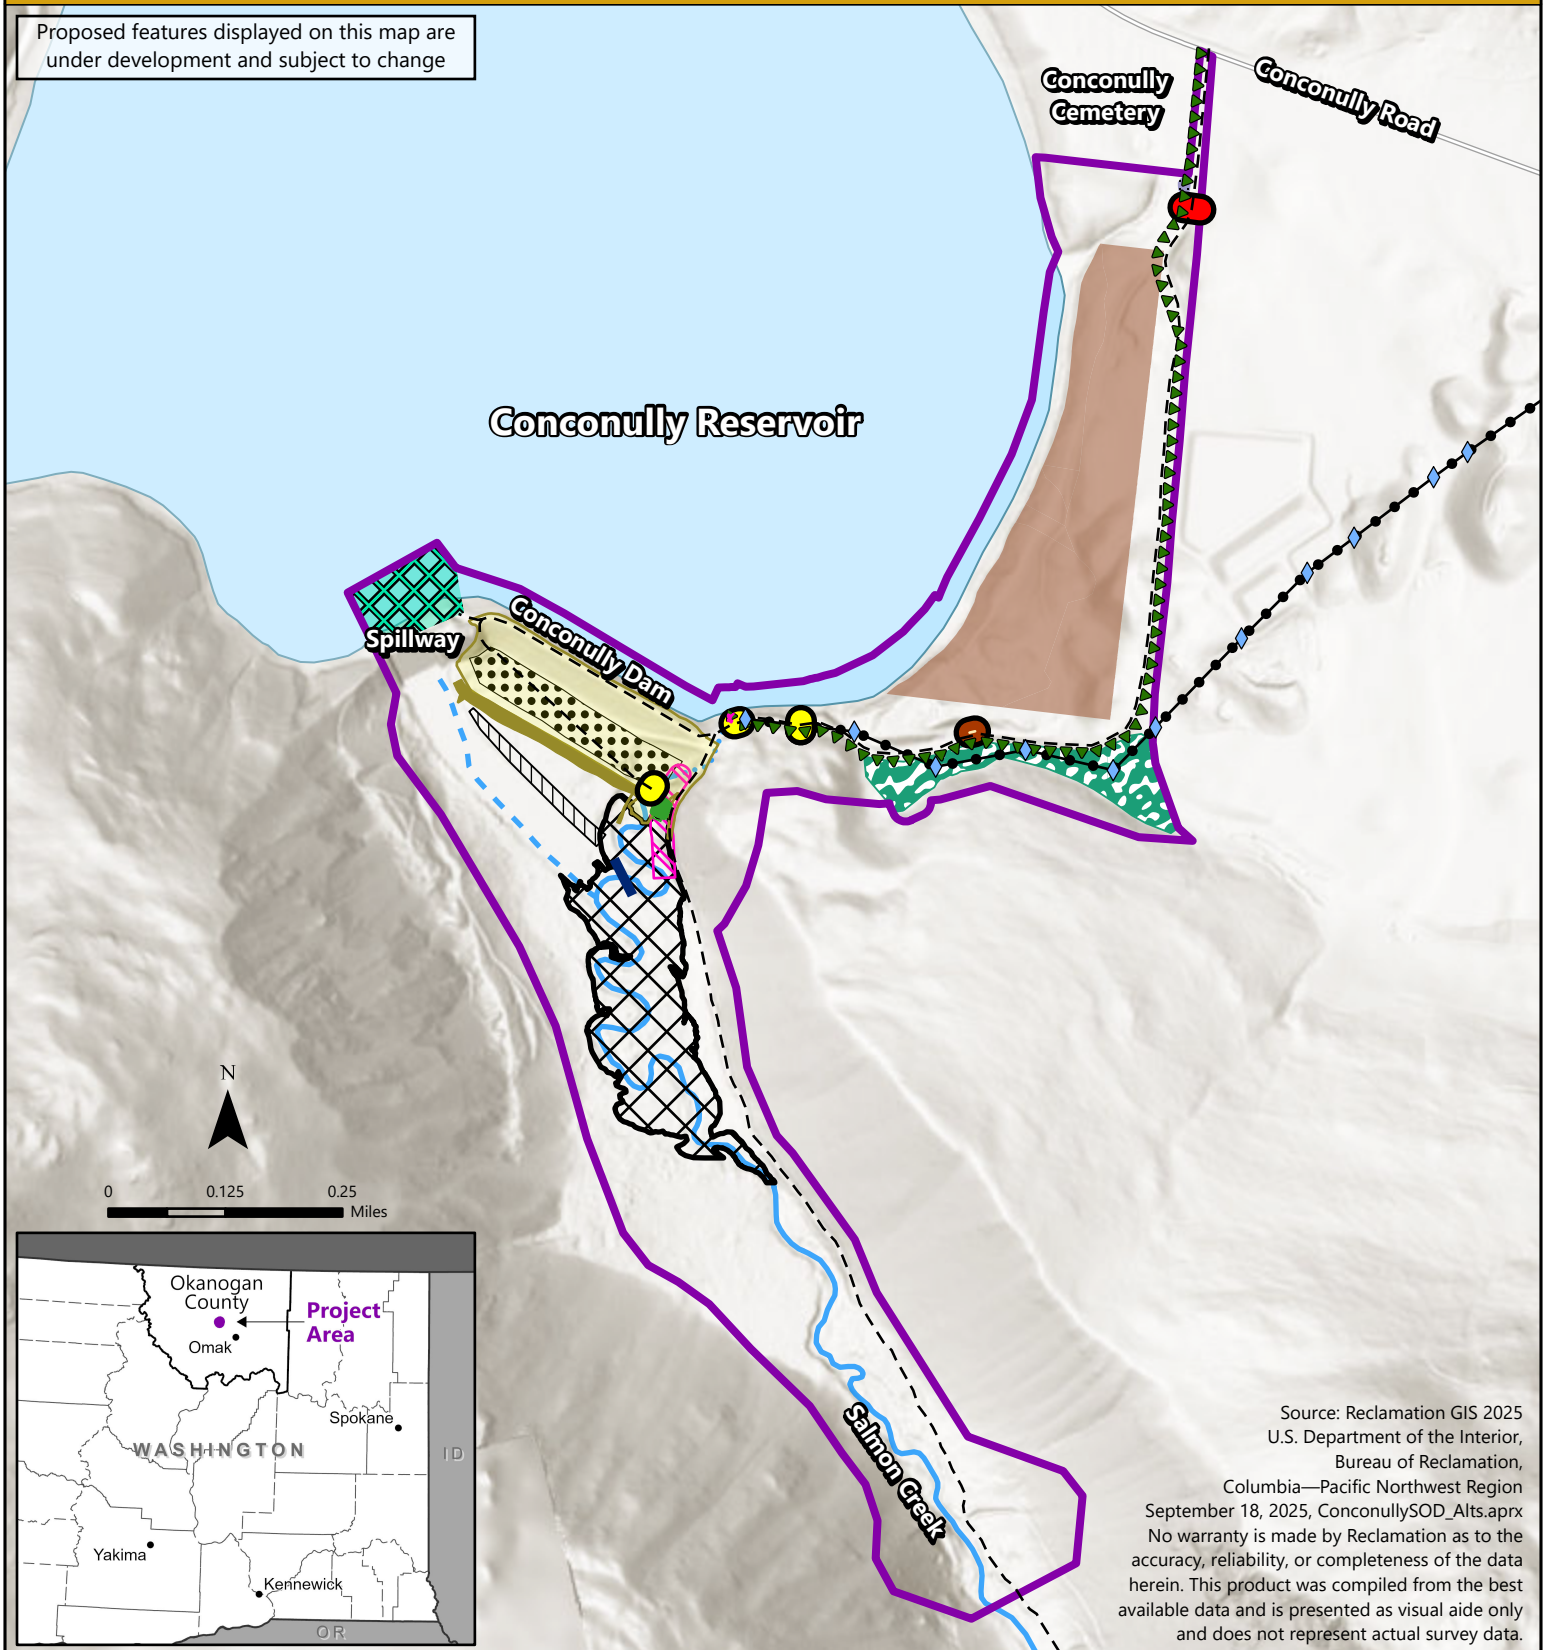 Proposed features displayed on this map are
under development and subject to change
Conconully
Cemetery
Conconully Road
Conconully Reservoir
Spillway
Conconully Dam
N
0 0.125 0.25
Miles
Okanogan
County
Project
Area
Omak
Spokane
WASHINGTON
ID
Yakima
Kennewick
OR
Salmon Creek
Source: Reclamation GIS 2025
U.S. Department of the Interior,
Bureau of Reclamation,
Columbia—Pacific Northwest Region
September 18, 2025, ConconullySOD_Alts.aprx
No warranty is made by Reclamation as to the
accuracy, reliability, or completeness of the data
herein. This product was compiled from the best
available data and is presented as visual aide only
and does not represent actual survey data.